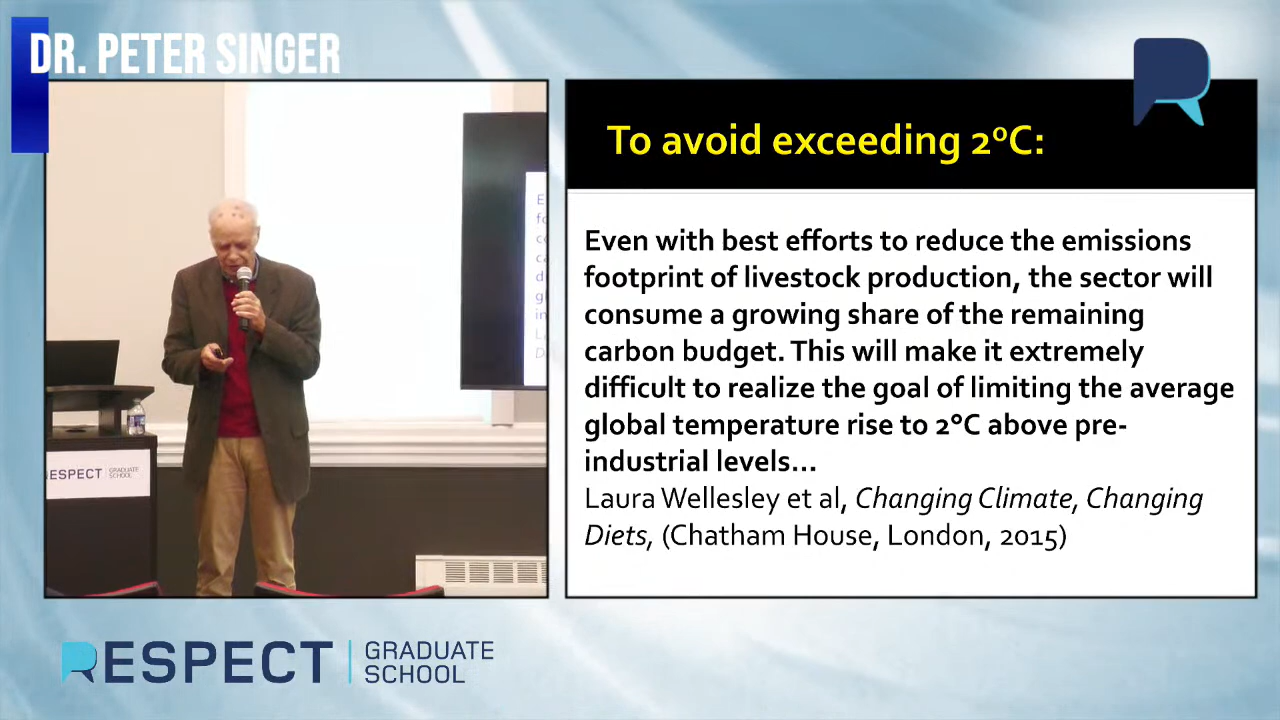 DR. PETER SINGER
To avoid exceeding 2ºC:
Even with best efforts to reduce the emissions
footprint of livestock production, the sector will
consume a growing share of the remaining
carbon budget. This will make it extremely
difficult to realize the goal of limiting the average
global temperature rise to 2°C above pre-
industrial levels...
Laura Wellesley et al, Changing Climate, Changing
Diets, (Chatham House, London, 2015)
RESPECT GRADUATE
SCHOOL
RESPECT
GRADUATE
SCHOOL